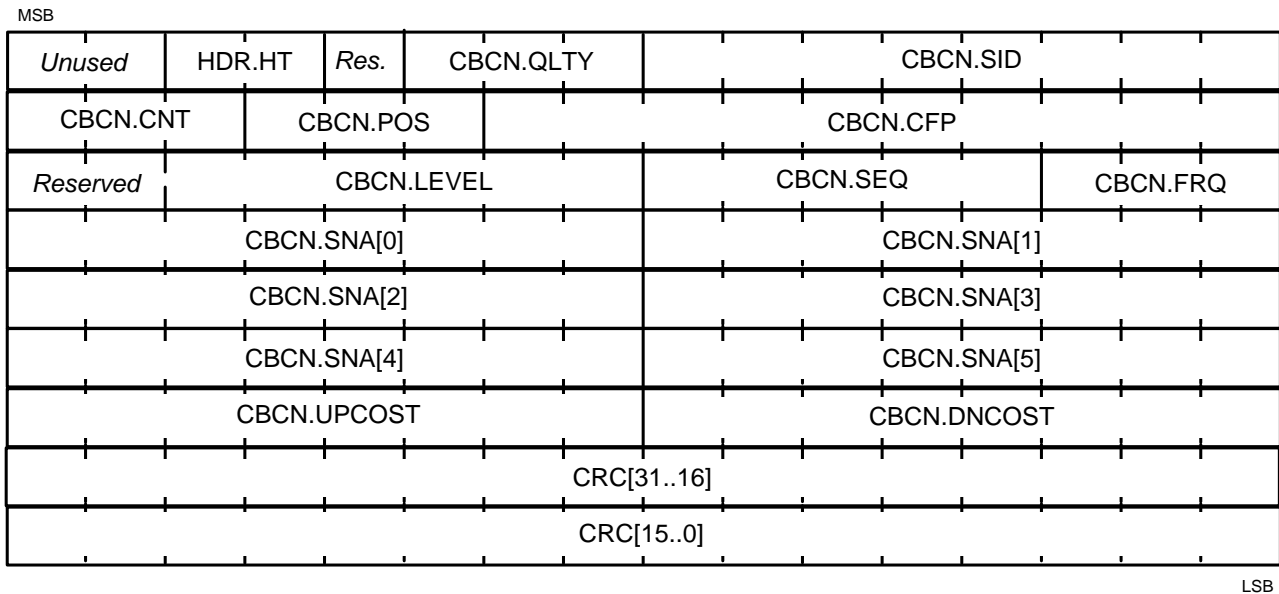 MSB
Unused HDR.HT Res. CBCN.QLTY CBCN.SID
CBCN.CNT CBCN.POS CBCN.CFP
Reserved CBCN.LEVEL CBCN.SEQ CBCN.FRQ
CBCN.SNA[0] CBCN.SNA[1]
CBCN.SNA[2] CBCN.SNA[3]
CBCN.SNA[4] CBCN.SNA[5]
CBCN.UPCOST CBCN.DNCOST
CRC[31..16]
CRC[15..0]
LSB